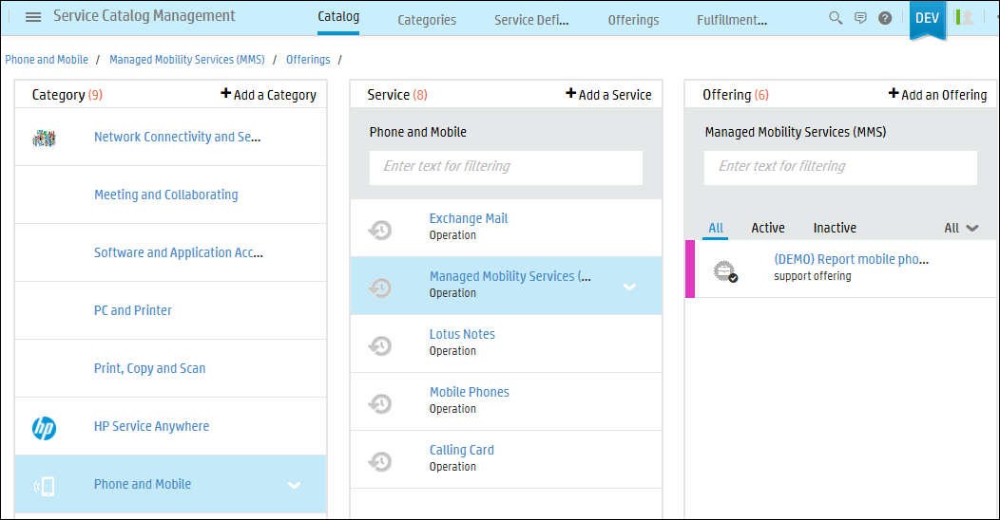 Service Catalog Management
Catalog
Categories
Service Defi...
Offerings
Fulfillment...
?
DEV
Phone and Mobile / Managed Mobility Services (MMS) / Offerings /
Category (9)
+ Add a Category
Network Connectivity and Se...
Meeting and Collaborating
Software and Application Acc...
PC and Printer
Print, Copy and Scan
hp
HP Service Anywhere
Phone and Mobile
Service (8)
+ Add a Service
Phone and Mobile
Enter text for filtering
Exchange Mail
Operation
Managed Mobility Services (...
Operation
Lotus Notes
Operation
Mobile Phones
Operation
Calling Card
Operation
Offering (6)
+ Add an Offering
Managed Mobility Services (MMS)
Enter text for filtering
All
Active
Inactive
All
(DEMO) Report mobile pho...
support offering